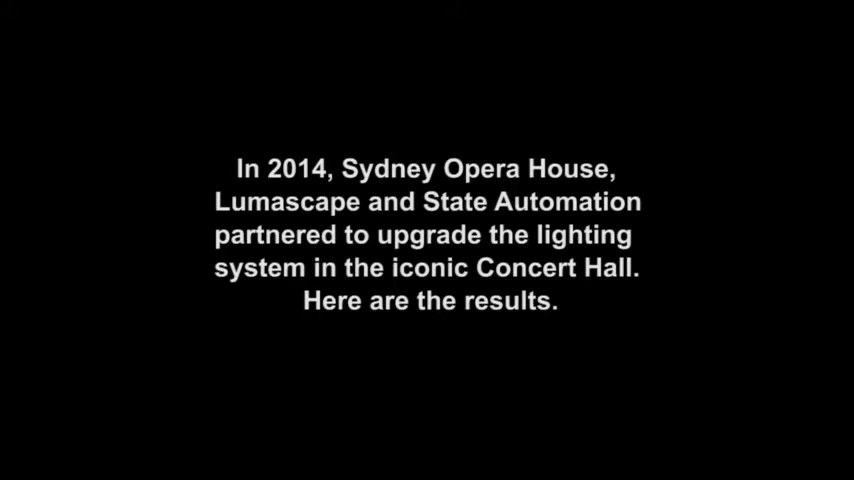 In 2014, Sydney Opera House,
Lumascape and State Automation
partnered to upgrade the lighting
system in the iconic Concert Hall.
Here are the results.